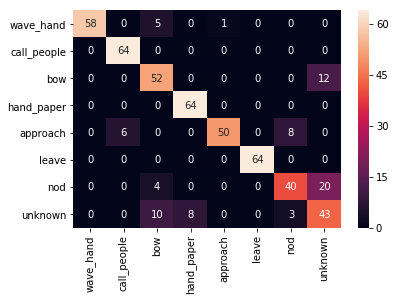 wave_hand 58 0 5 0 1 0 0 0
call_people 0 64 0 0 0 0 0 0
bow 0 0 52 0 0 0 0 12
hand_paper 0 0 0 64 0 0 0 0
approach 0 6 0 0 50 0 8 0
leave 0 0 0 0 0 64 0 0
nod 0 0 4 0 0 0 40 20
unknown 0 0 10 8 0 0 3 43
wave_hand call_people bow hand_paper approach leave nod unknown
60
45
30
15
0